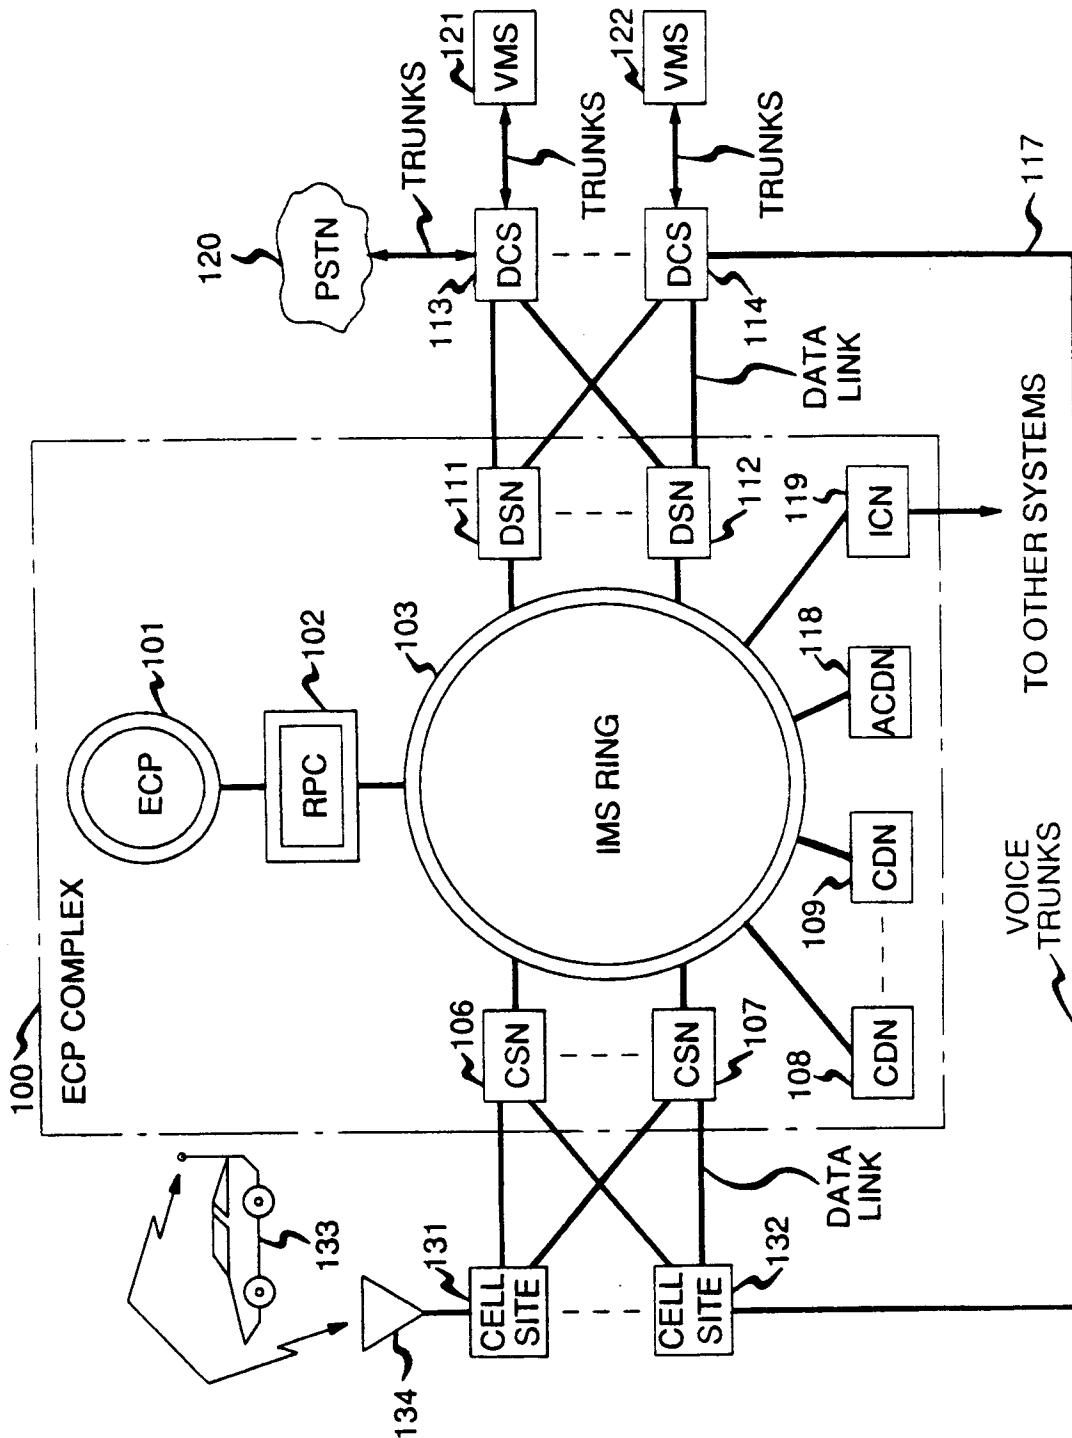 100
ECP COMPLEX
ECP
101
RPC
102
IMS RING
103
CSN
106
CSN
107
CDN
108
CDN
109
ACDN
118
ICN
119
TO OTHER SYSTEMS
DSN
111
DSN
112
DATA
LINK
DCS
113
DCS
114
PSTN
120
TRUNKS
VMS
121
TRUNKS
VMS
122
TRUNKS
117
VOICE
TRUNKS
133
134
CELL
SITE
131
CELL
SITE
132
DATA
LINK